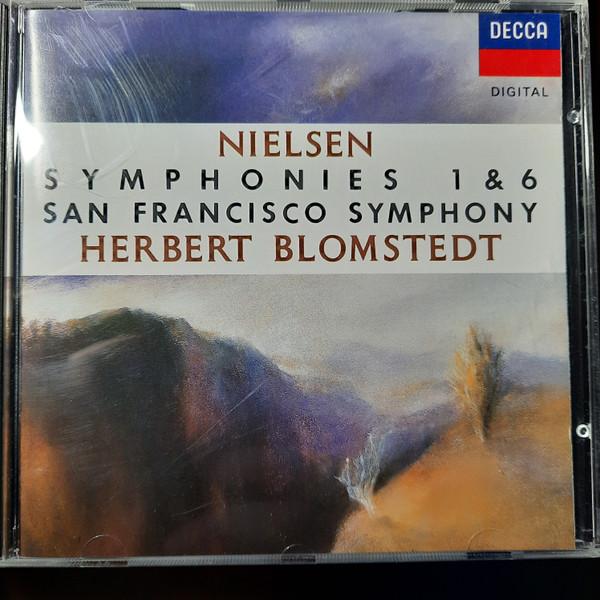 DECCA
DIGITAL
NIELSEN
SYMPHONIES 1 & 6
SAN FRANCISCO SYMPHONY
HERBERT BLOMSTEDT